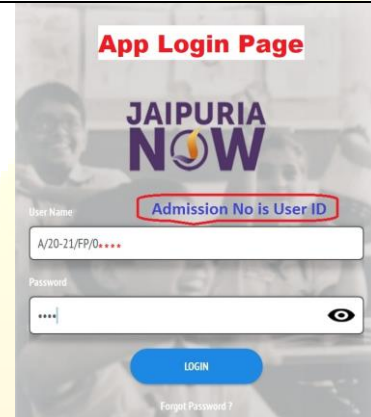 App Login Page
JAIPURIA
NOW
User Name
Admission No is User ID
A/20-21/FP/0****
Password
****
LOGIN
Forgot Password ?